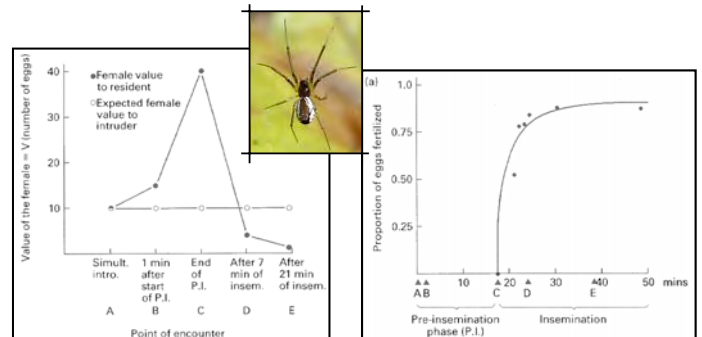 Value of the female = V (number of eggs)
40
30
20
10
●Female value
to resident
○Expected female
value to
intruder
Simult.
intro.
1 min
after
start
of P.I.
End
of
P.I.
After 7
min of
insem.
After
21 min
of insem.
A
B
C
D
E
Point of encounter
(a)
Proportion of eggs fertilized
1.0
0.75
0.50
0.25
10
20
30
40
50
mins
A
B
C
D
E
Pre-insemination
phase (P.I.)
Insemination